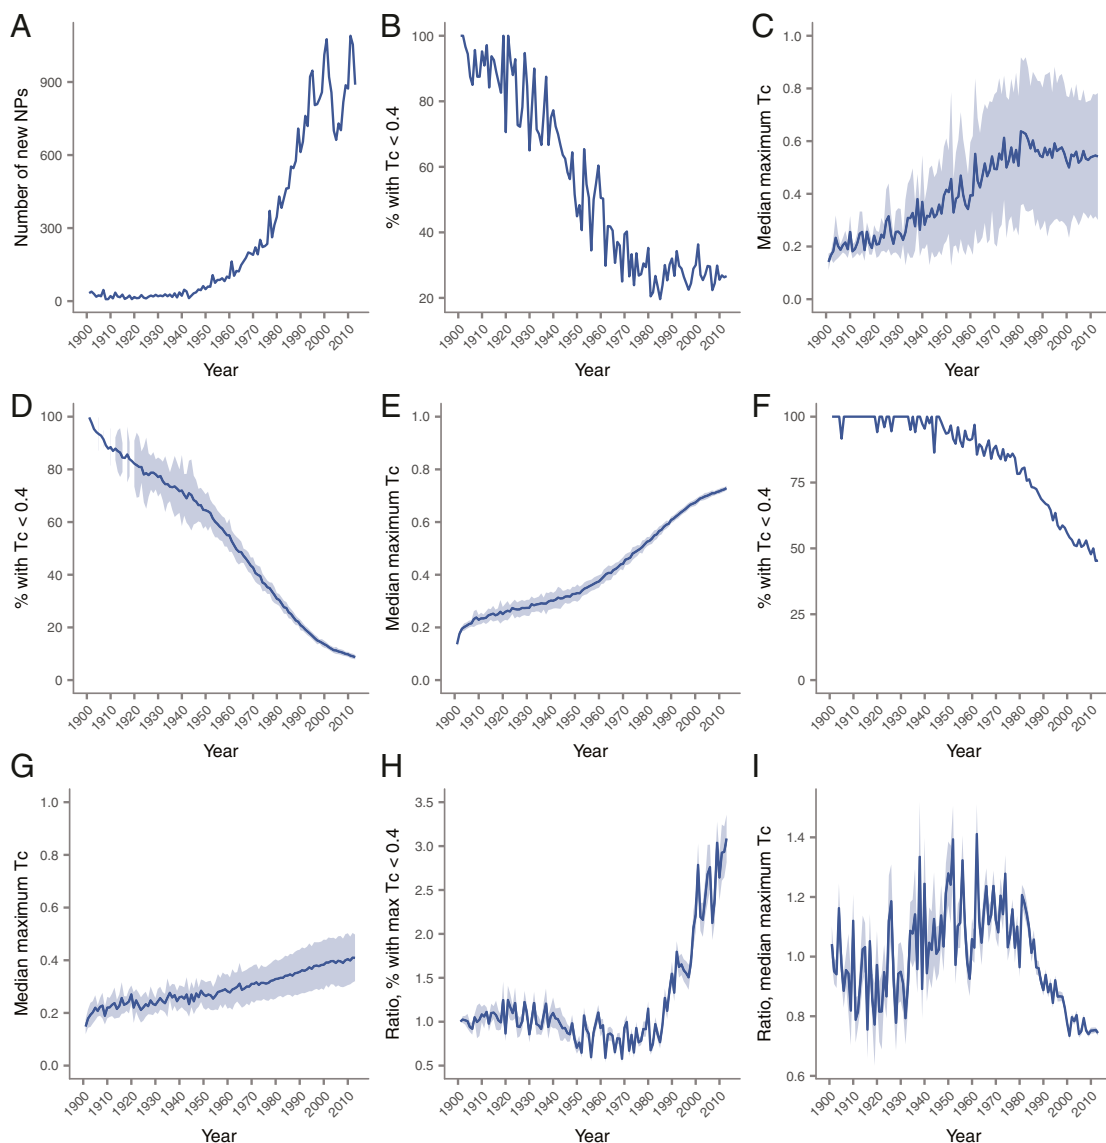 A
Number of new NPs
900
600
300
0
1900 1910 1920 1930 1940 1950 1960 1970 1980 1990 2000 2010
Year
B
% with Tc < 0.4
100
80
60
40
20
1900 1910 1920 1930 1940 1950 1960 1970 1980 1990 2000 2010
Year
C
Median maximum Tc
1.0
0.8
0.6
0.4
0.2
0.0
1900 1910 1920 1930 1940 1950 1960 1970 1980 1990 2000 2010
Year
D
% with Tc < 0.4
100
80
60
40
20
0
1900 1910 1920 1930 1940 1950 1960 1970 1980 1990 2000 2010
Year
E
Median maximum Tc
1.0
0.8
0.6
0.4
0.2
0.0
1900 1910 1920 1930 1940 1950 1960 1970 1980 1990 2000 2010
Year
F
% with Tc < 0.4
100
75
50
25
0
1900 1910 1920 1930 1940 1950 1960 1970 1980 1990 2000 2010
Year
G
Median maximum Tc
1.0
0.8
0.6
0.4
0.2
0.0
1900 1910 1920 1930 1940 1950 1960 1970 1980 1990 2000 2010
Year
H
Ratio, % with max Tc < 0.4
3.5
3.0
2.5
2.0
1.5
1.0
0.5
1900 1910 1920 1930 1940 1950 1960 1970 1980 1990 2000 2010
Year
I
Ratio, median maximum Tc
1.4
1.2
1.0
0.8
0.6
1900 1910 1920 1930 1940 1950 1960 1970 1980 1990 2000 2010
Year